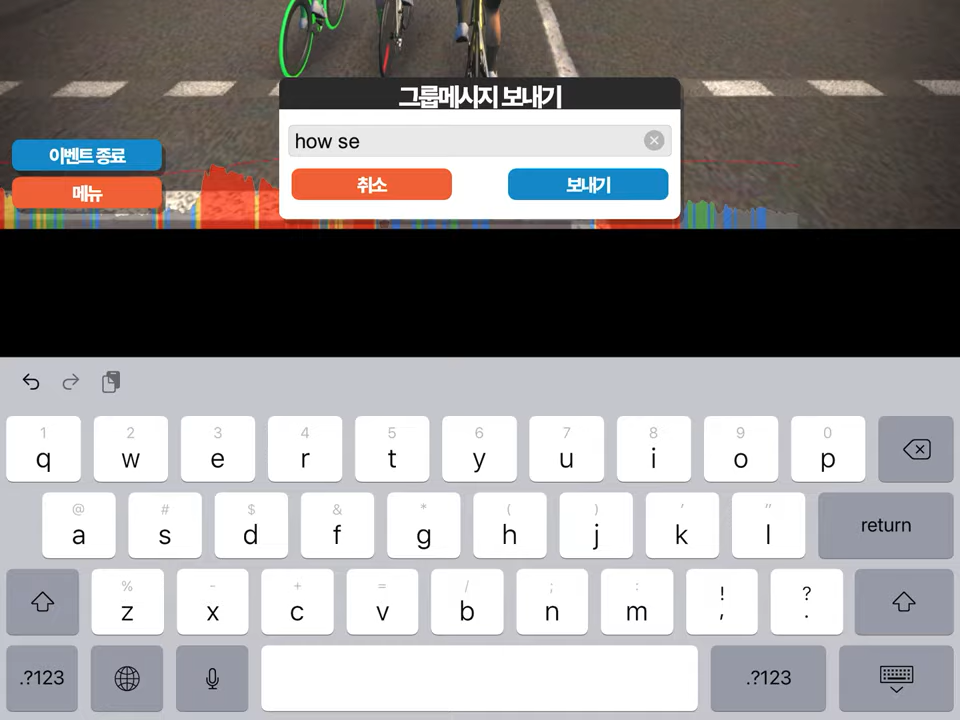 그룹메시지 보내기
how se
취소
보내기
이벤트 종료
메뉴
1 2 3 4 5 6 7 8 9 0
q w e r t y u i o p
@ # $ & * ( ) ' "
a s d f g h j k l return
% - + = / ; : ! ?
z x c v b n m , .
.?123 .?123